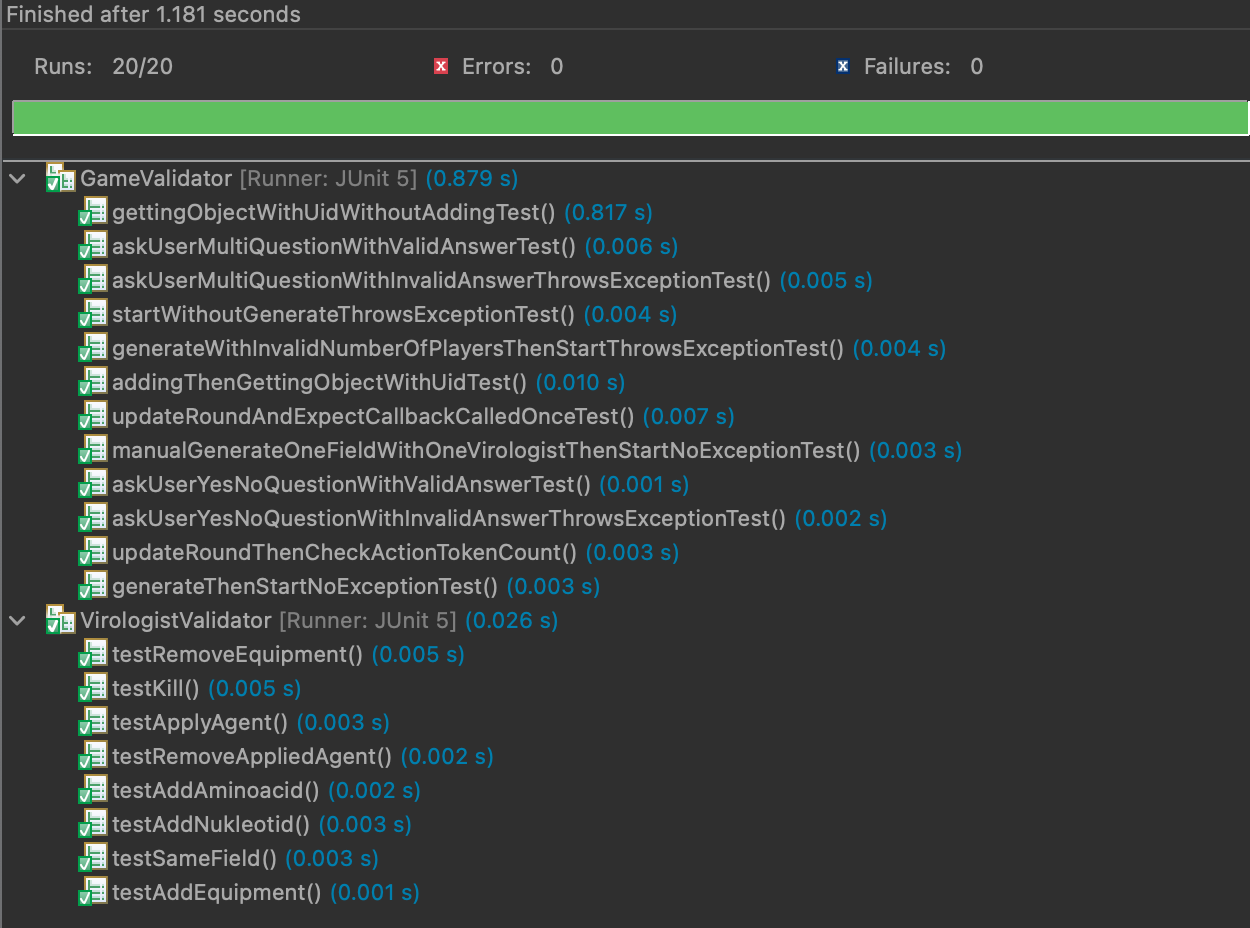 Finished after 1.181 seconds
Runs: 20/20 Errors: 0 Failures: 0
GameValidator [Runner: JUnit 5] (0.879 s)
gettingObjectWithUidWithoutAddingTest() (0.817 s)
askUserMultiQuestionWithValidAnswerTest() (0.006 s)
askUserMultiQuestionWithInvalidAnswerThrowsExceptionTest() (0.005 s)
startWithoutGenerateThrowsExceptionTest() (0.004 s)
generateWithInvalidNumberOfPlayersThenStartThrowsExceptionTest() (0.004 s)
addingThenGettingObjectWithUidTest() (0.010 s)
updateRoundAndExpectCallbackCalledOnceTest() (0.007 s)
manualGenerateOneFieldWithOneVirologistThenStartNoExceptionTest() (0.003 s)
askUserYesNoQuestionWithValidAnswerTest() (0.001 s)
askUserYesNoQuestionWithInvalidAnswerThrowsExceptionTest() (0.002 s)
updateRoundThenCheckActionTokenCount() (0.003 s)
generateThenStartNoExceptionTest() (0.003 s)
VirologistValidator [Runner: JUnit 5] (0.026 s)
testRemoveEquipment() (0.005 s)
testKill() (0.005 s)
testApplyAgent() (0.003 s)
testRemoveAppliedAgent() (0.002 s)
testAddAminoacid() (0.002 s)
testAddNukleotid() (0.003 s)
testSameField() (0.003 s)
testAddEquipment() (0.001 s)